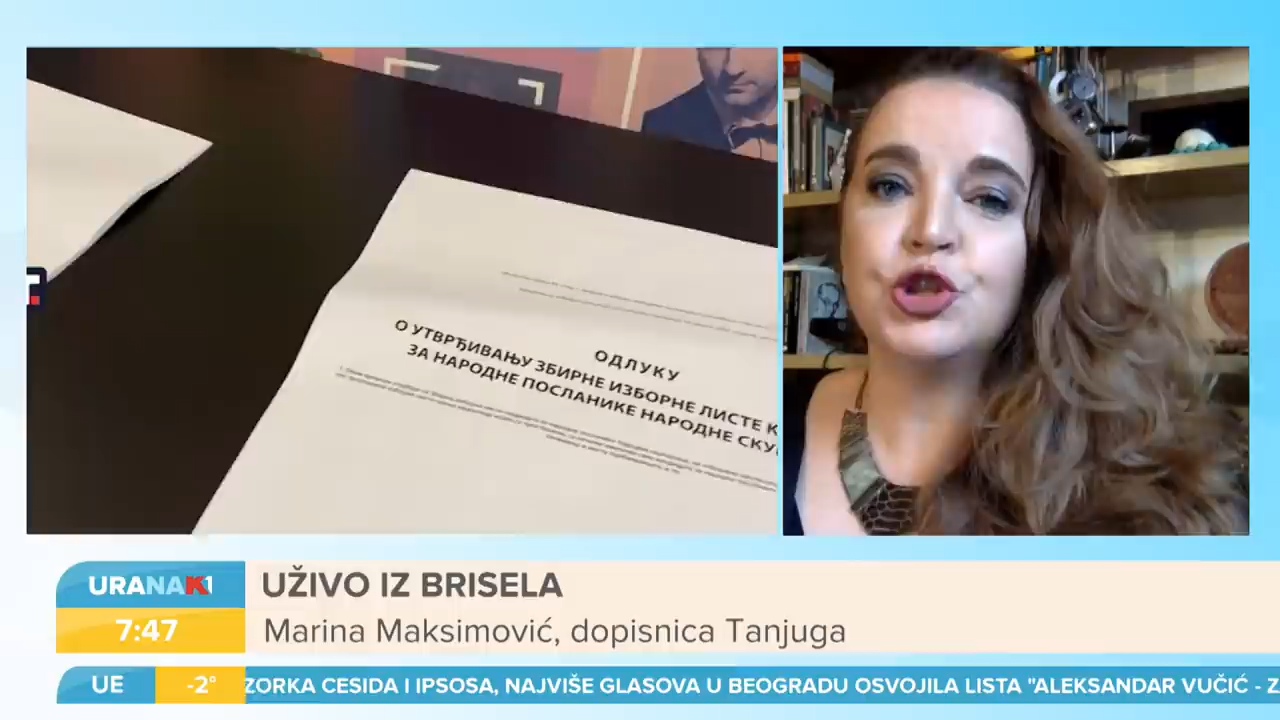 ОДЛУКУ
О УТВРЂИВАЊУ ЗБИРНЕ ИЗБОРНЕ ЛИСТЕ К
ЗА НАРОДНЕ ПОСЛАНИКЕ НАРОДНЕ СКУ
URANAK1
UŽIVO IZ BRISELA
7:47
Marina Maksimović, dopisnica Tanjuga
UE
-2°
ZORKA CESIDA I IPSOSA, NAJVIŠE GLASOVA U BEOGRADU OSVOJILA LISTA "ALEKSANDAR VUČIĆ - Z